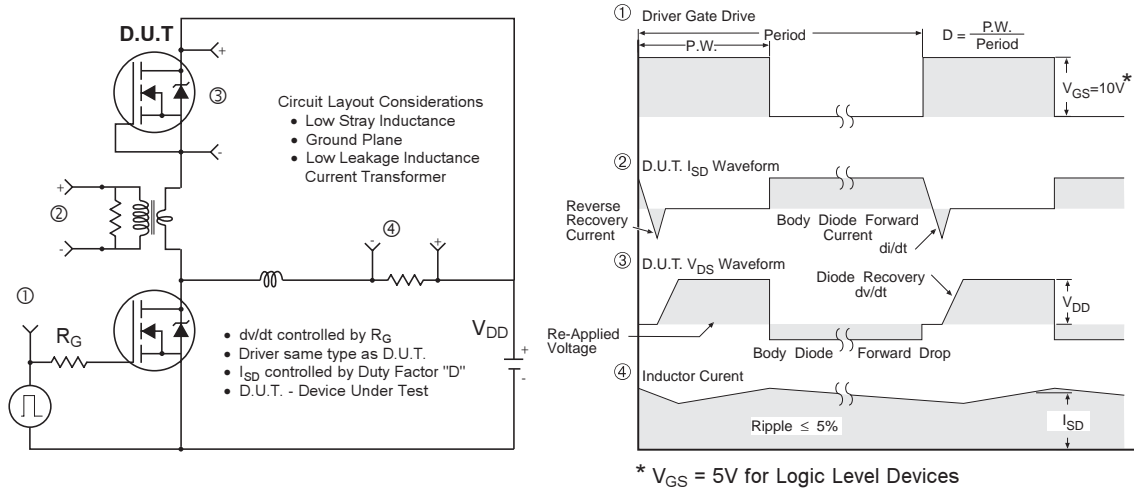 D.U.T
+
③
-
Circuit Layout Considerations
• Low Stray Inductance
• Ground Plane
• Low Leakage Inductance
Current Transformer
+
②
-
④
- +
①
R_G
V_DD
+
-
• dv/dt controlled by R_G
• Driver same type as D.U.T.
• I_SD controlled by Duty Factor "D"
• D.U.T. - Device Under Test
① Driver Gate Drive
P.W.
Period
D = P.W. / Period
V_GS=10V*
② D.U.T. I_SD Waveform
Reverse
Recovery
Current
Body Diode Forward
Current
di/dt
③ D.U.T. V_DS Waveform
Diode Recovery
dv/dt
V_DD
Re-Applied
Voltage
Body Diode Forward Drop
④ Inductor Curent
Ripple ≤ 5%
I_SD
* V_GS = 5V for Logic Level Devices